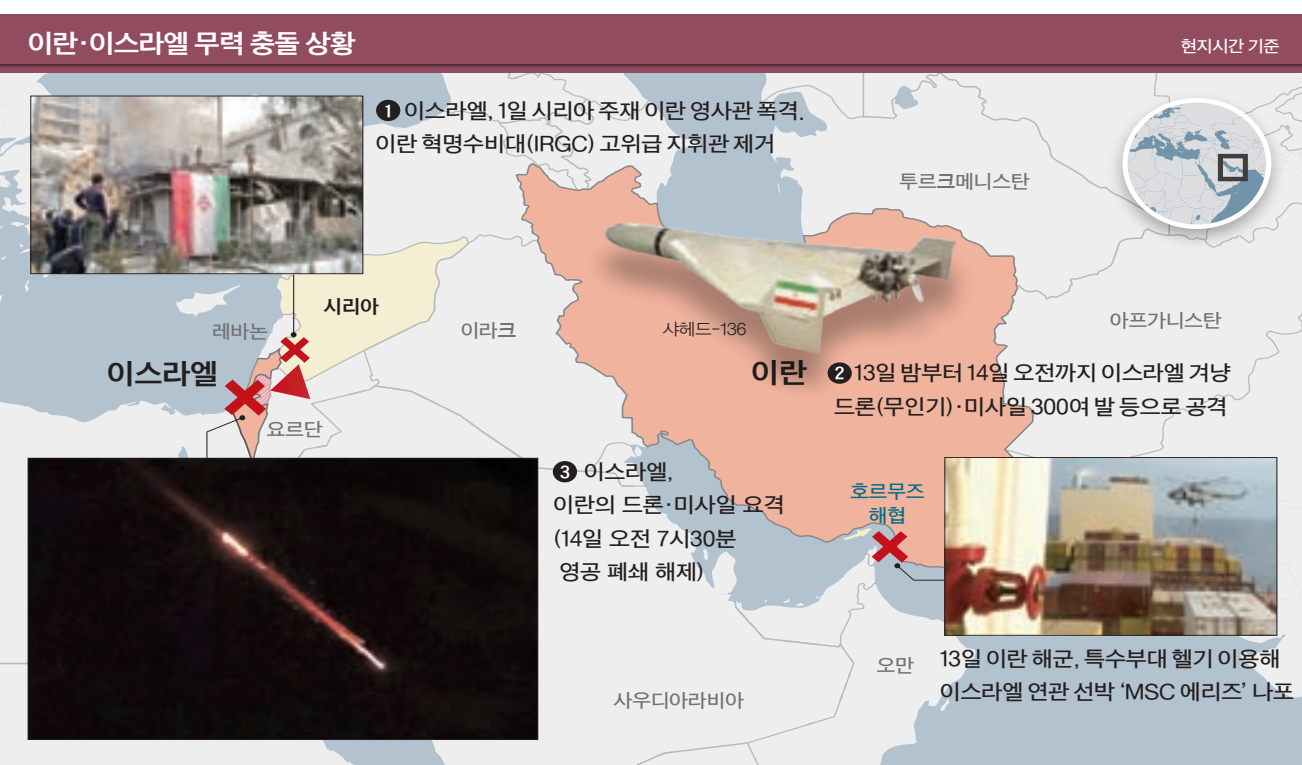 이란·이스라엘 무력 충돌 상황
현지시간 기준
❶ 이스라엘, 1일 시리아 주재 이란 영사관 폭격.
이란 혁명수비대(IRGC) 고위급 지휘관 제거
투르크메니스탄
시리아
레바논
이라크
샤헤드-136
아프가니스탄
이스라엘
이란
❷ 13일 밤부터 14일 오전까지 이스라엘 겨냥
드론(무인기)·미사일 300여 발 등으로 공격
요르단
❸ 이스라엘,
이란의 드론·미사일 요격
(14일 오전 7시30분
영공 폐쇄 해제)
호르무즈
해협
13일 이란 해군, 특수부대 헬기 이용해
이스라엘 연관 선박 ‘MSC 에리즈’ 나포
오만
사우디아라비아